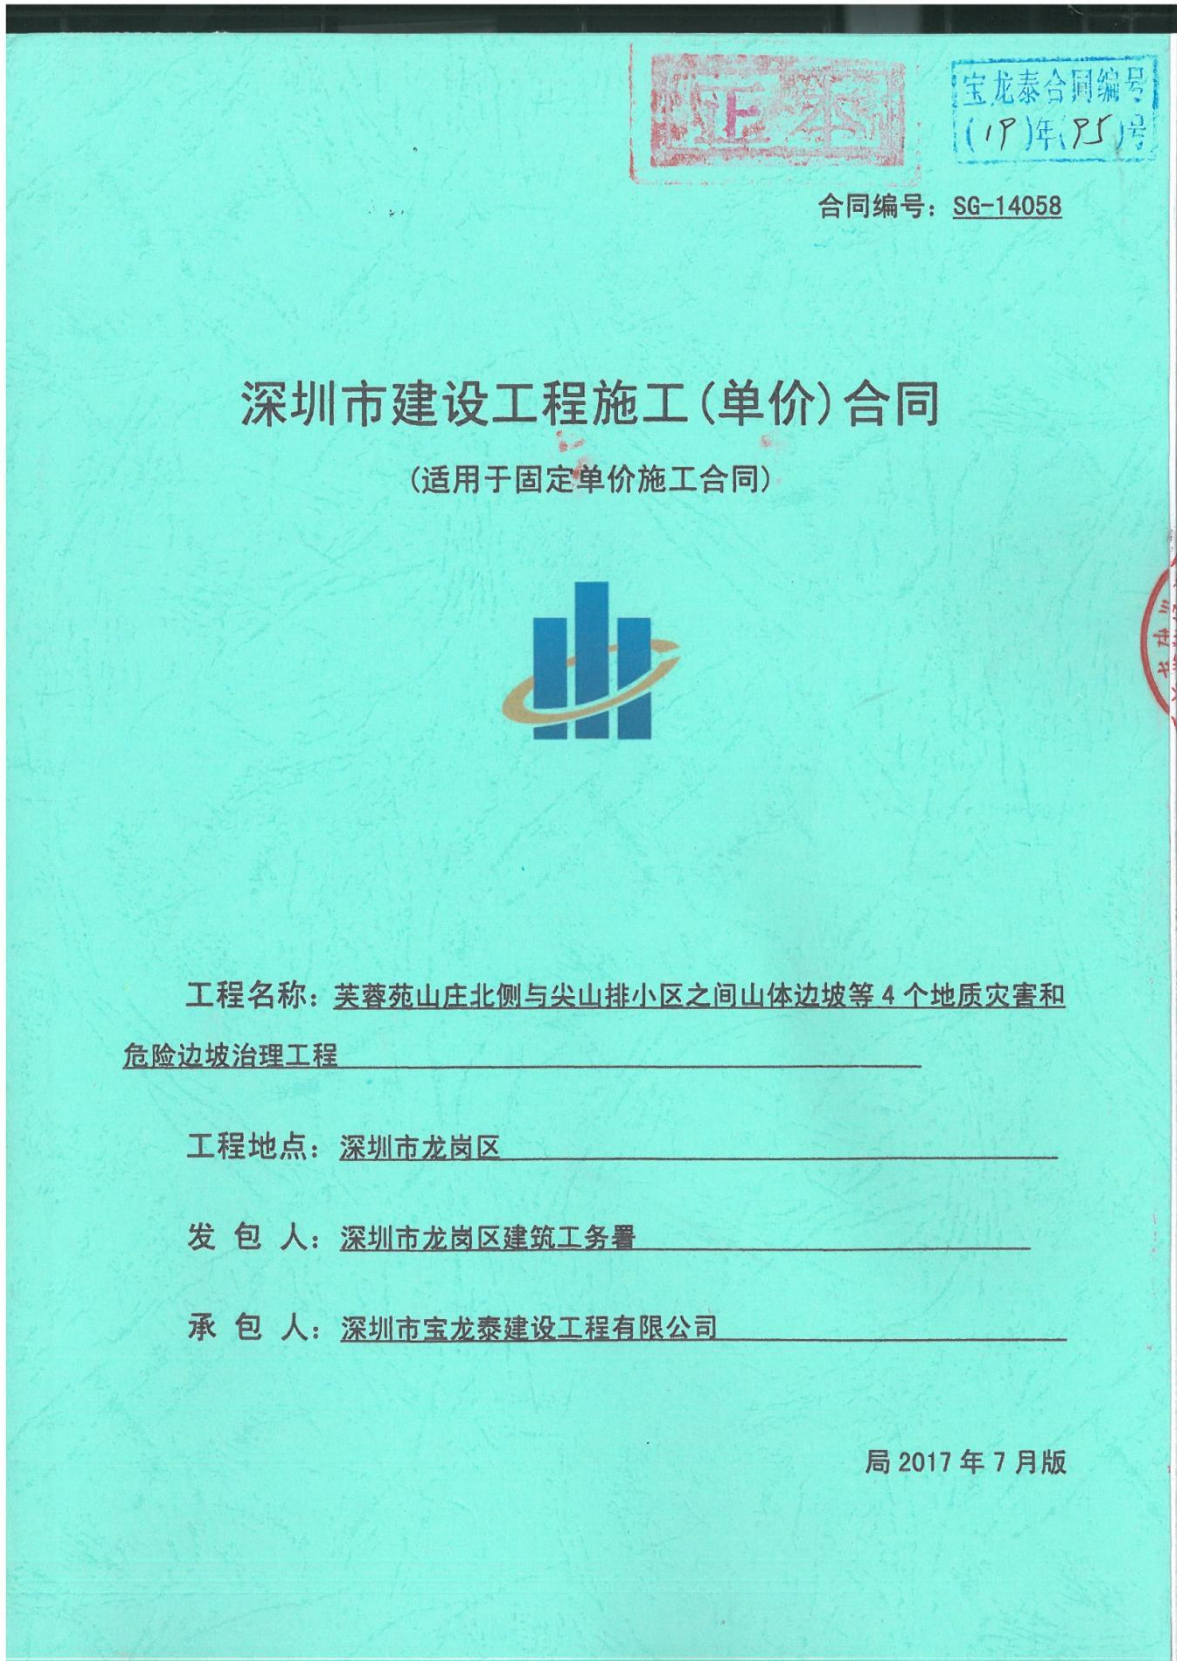 正本
宝龙泰合同编号
(19)年(95)号
合同编号：SG-14058
深圳市建设工程施工(单价)合同
(适用于固定单价施工合同)
工程名称：芙蓉苑山庄北侧与尖山排小区之间山体边坡等4个地质灾害和
危险边坡治理工程
工程地点：深圳市龙岗区
发 包 人：深圳市龙岗区建筑工务署
承 包 人：深圳市宝龙泰建设工程有限公司
局2017年7月版